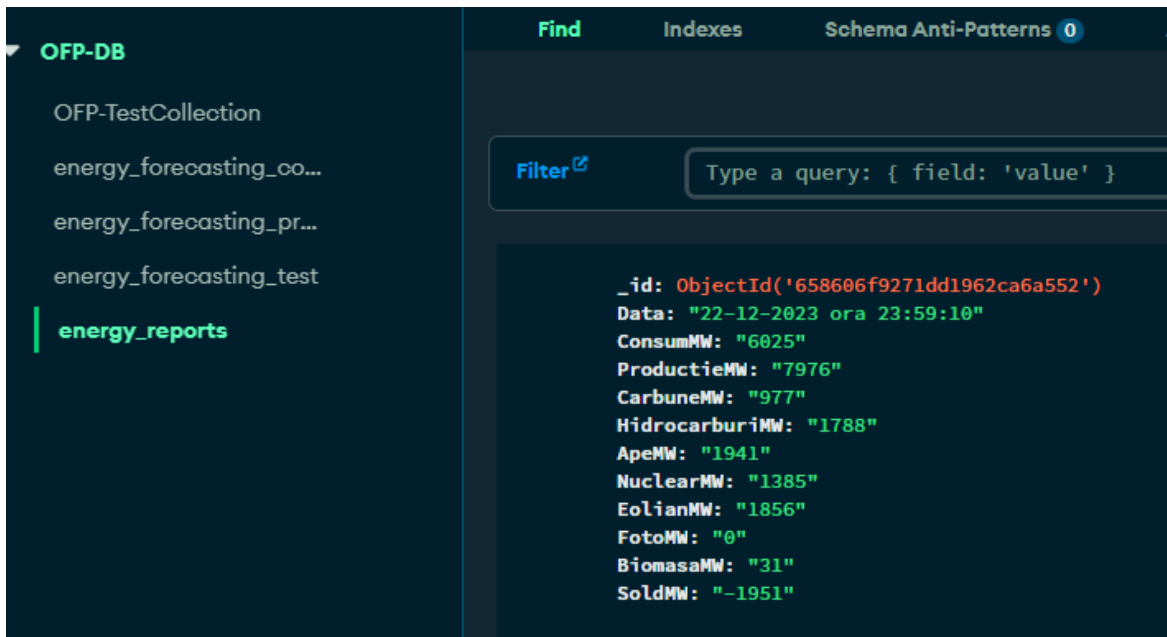 OFP-DB
OFP-TestCollection
energy_forecasting_co...
energy_forecasting_pr...
energy_forecasting_test
energy_reports
Find Indexes Schema Anti-Patterns 0
Filter Type a query: { field: 'value' }
_id: ObjectId('658606f9271dd1962ca6a552')
Data: "22-12-2023 ora 23:59:10"
ConsumMW: "6025"
ProductieMW: "7976"
CarbuneMW: "977"
HidrocarburiMW: "1788"
ApeMW: "1941"
NuclearMW: "1385"
EolianMW: "1856"
FotoMW: "0"
BiomasaMW: "31"
SoldMW: "-1951"